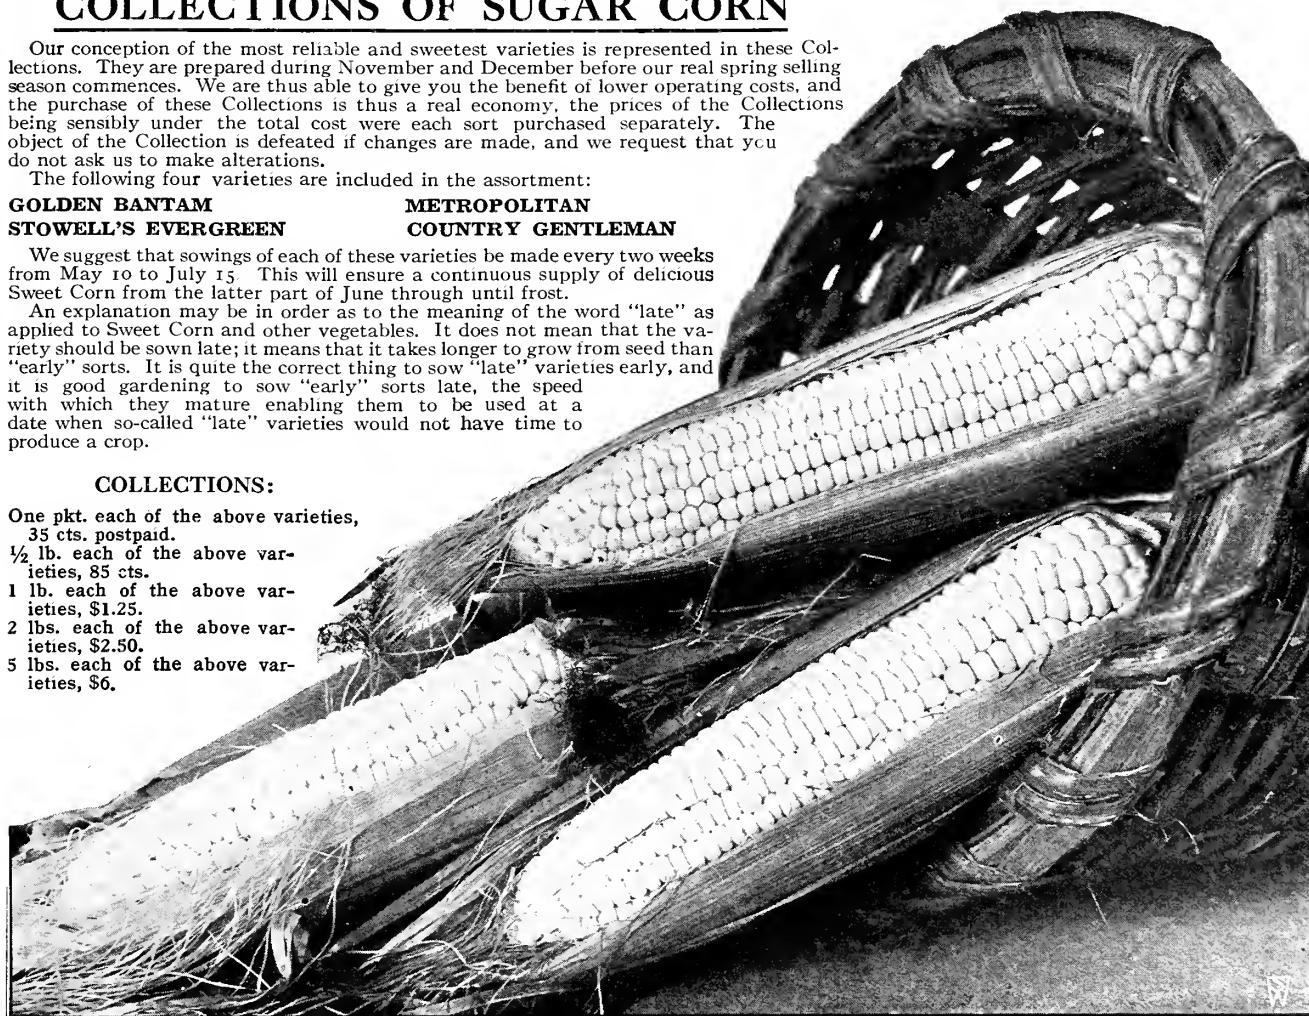 COLLECTIONS OF SUGAR CORN
Our conception of the most reliable and sweetest varieties is represented in these Col-
lections. They are prepared during November and December before our real spring selling
season commences. We are thus able to give you the benefit of lower operating costs, and
the purchase of these Collections is thus a real economy, the prices of the Collections
being sensibly under the total cost were each sort purchased separately. The
object of the Collection is defeated if changes are made, and we request that you
do not ask us to make alterations.
The following four varieties are included in the assortment:
GOLDEN BANTAM METROPOLITAN
STOWELL'S EVERGREEN COUNTRY GENTLEMAN
We suggest that sowings of each of these varieties be made every two weeks
from May 10 to July 15 This will ensure a continuous supply of delicious
Sweet Corn from the latter part of June through until frost.
An explanation may be in order as to the meaning of the word "late" as
applied to Sweet Corn and other vegetables. It does not mean that the va-
riety should be sown late; it means that it takes longer to grow from seed than
"early" sorts. It is quite the correct thing to sow "late" varieties early, and
it is good gardening to sow "early" sorts late, the speed
with which they mature enabling them to be used at a
date when so-called "late" varieties would not have time to
produce a crop.
COLLECTIONS:
One pkt. each of the above varieties,
35 cts. postpaid.
½ lb. each of the above var-
ieties, 85 cts.
1 lb. each of the above var-
ieties, $1.25.
2 lbs. each of the above var-
ieties, $2.50.
5 lbs. each of the above var-
ieties, $6.